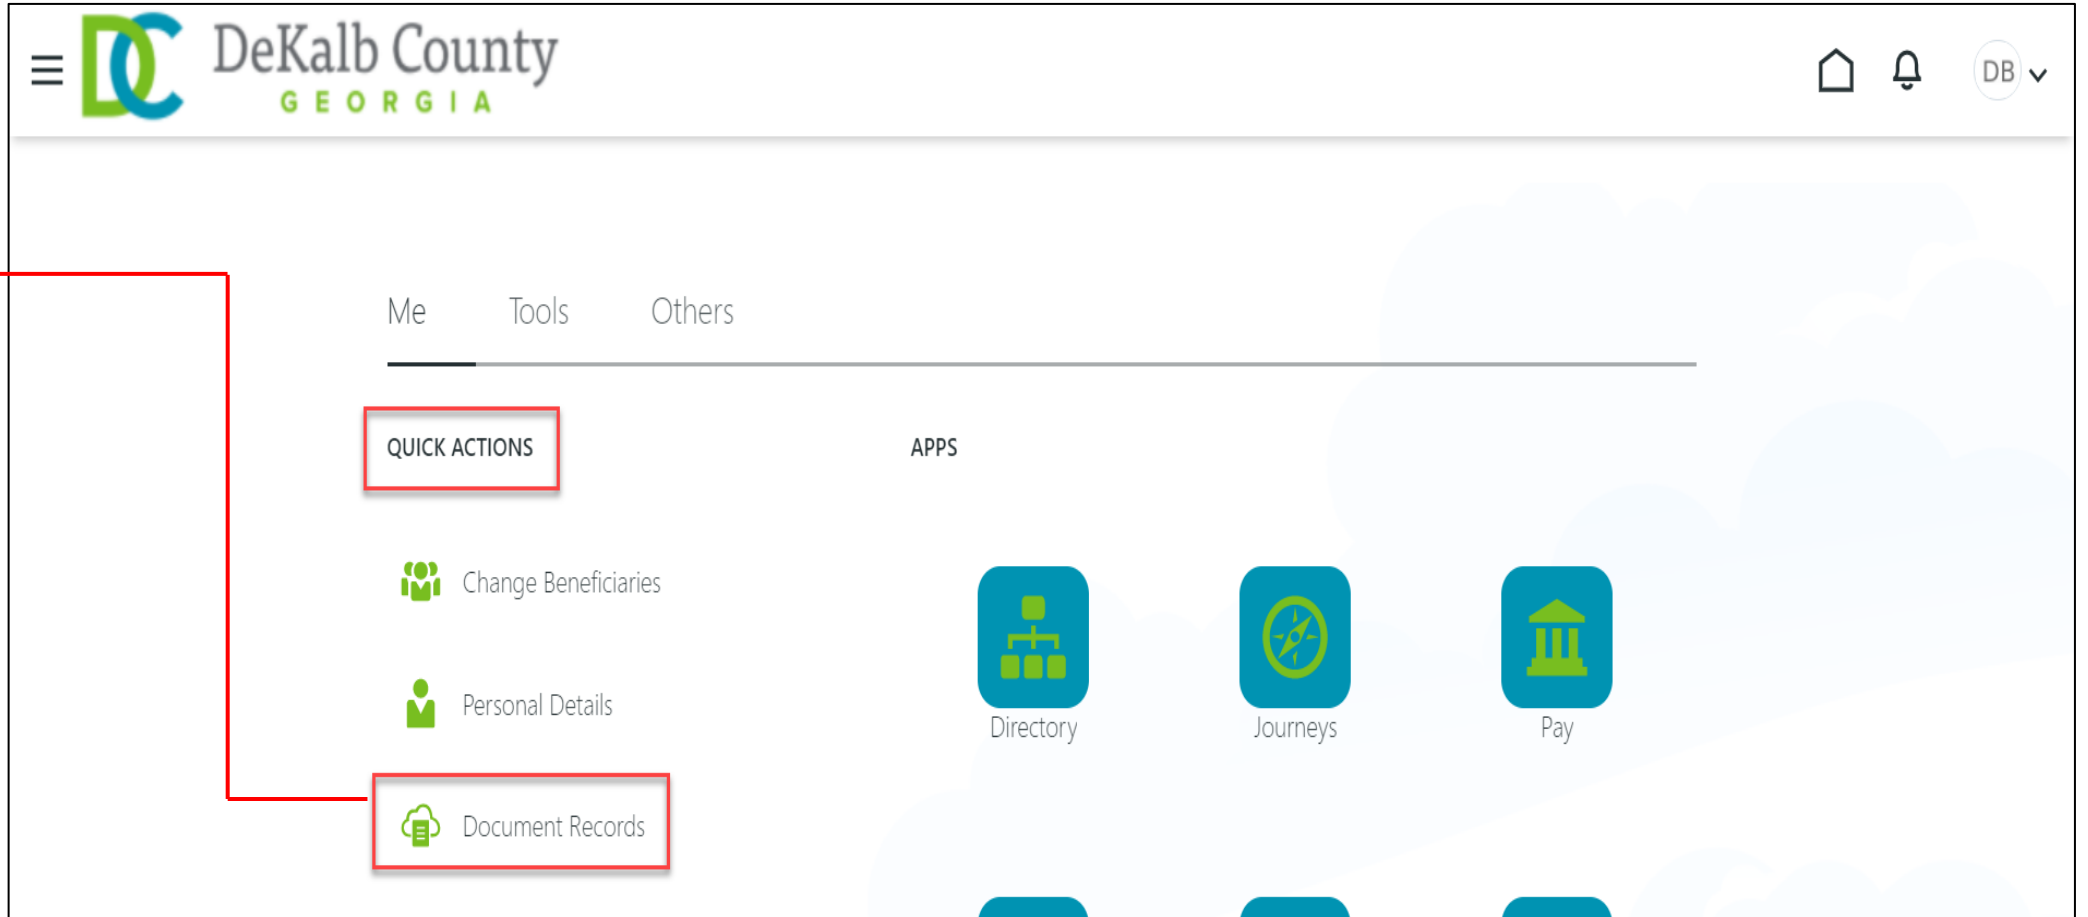 DeKalb County
GEORGIA
DB
Me Tools Others
QUICK ACTIONS
APPS
Change Beneficiaries
Personal Details
Document Records
Directory
Journeys
Pay